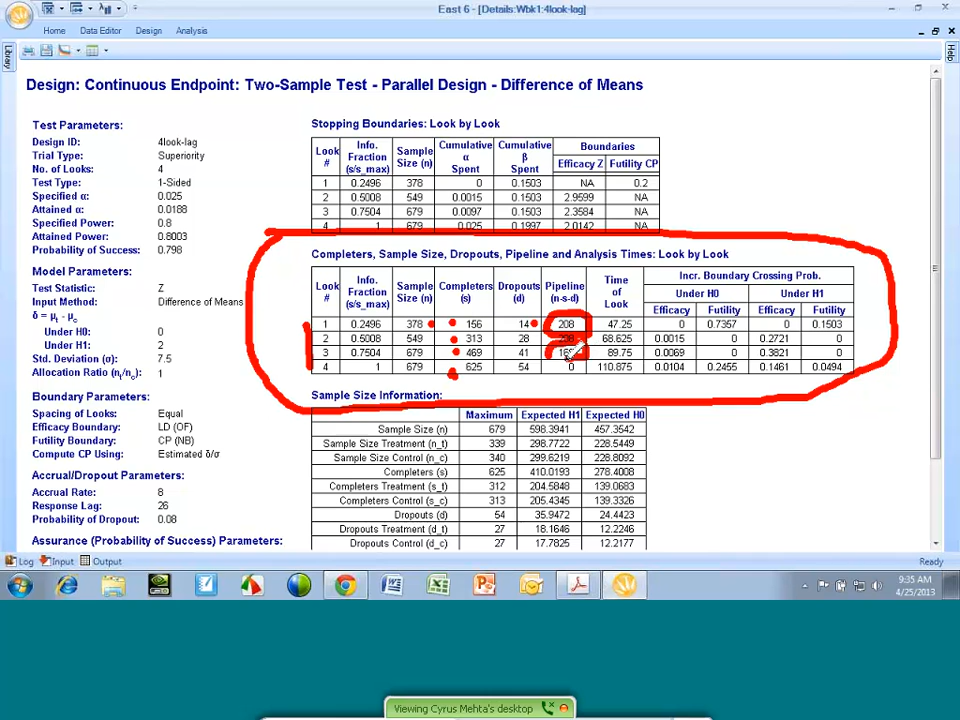 East 6 - [Details:Wbk1:4look-lag]
Home Data Editor Design Analysis
Library
Help
Design: Continuous Endpoint: Two-Sample Test - Parallel Design - Difference of Means
Test Parameters:
Design ID: 4look-lag
Trial Type: Superiority
No. of Looks: 4
Test Type: 1-Sided
Specified α: 0.025
Attained α: 0.0188
Specified Power: 0.8
Attained Power: 0.8003
Probability of Success: 0.798
Model Parameters:
Test Statistic: Z
Input Method: Difference of Means
δ = μt - μc
Under H0: 0
Under H1: 2
Std. Deviation (σ): 7.5
Allocation Ratio (nt/nc): 1
Boundary Parameters:
Spacing of Looks: Equal
Efficacy Boundary: LD (OF)
Futility Boundary: CP (NB)
Compute CP Using: Estimated δ/σ
Accrual/Dropout Parameters:
Accrual Rate: 8
Response Lag: 26
Probability of Dropout: 0.08
Assurance (Probability of Success) Parameters:
Stopping Boundaries: Look by Look
Look # Info. Fraction (s/s_max) Sample Size (n) Cumulative α Spent Cumulative β Spent Boundaries
Efficacy Z Futility CP
1 0.2496 378 0 0.1503 NA 0.2
2 0.5008 549 0.0015 0.1503 2.9599 NA
3 0.7504 679 0.0097 0.1503 2.3584 NA
4 1 679 0.025 0.1997 2.0142 NA
Completers, Sample Size, Dropouts, Pipeline and Analysis Times: Look by Look
Look # Info. Fraction (s/s_max) Sample Size (n) Completers (s) Dropouts (d) Pipeline (n-s-d) Time of Look Incr. Boundary Crossing Prob.
Under H0 Under H1
Efficacy Futility Efficacy Futility
1 0.2496 378 156 14 208 47.25 0 0.7357 0 0.1503
2 0.5008 549 313 28 208 68.625 0.0015 0 0.2721 0
3 0.7504 679 469 41 89.75 0.0069 0 0.3821 0
4 1 679 625 54 0 110.875 0.0104 0.2455 0.1461 0.0494
Sample Size Information:
Maximum Expected H1 Expected H0
Sample Size (n) 679 598.3941 457.3542
Sample Size Treatment (n_t) 339 298.7722 228.5449
Sample Size Control (n_c) 340 299.6219 228.8092
Completers (s) 625 410.0193 278.4008
Completers Treatment (s_t) 312 204.5848 139.0683
Completers Control (s_c) 313 205.4345 139.3326
Dropouts (d) 54 35.9472 24.4423
Dropouts Treatment (d_t) 27 18.1646 12.2246
Dropouts Control (d_c) 27 17.7825 12.2177
Log Input Output Ready
9:35 AM
4/25/2013
Viewing Cyrus Mehta's desktop